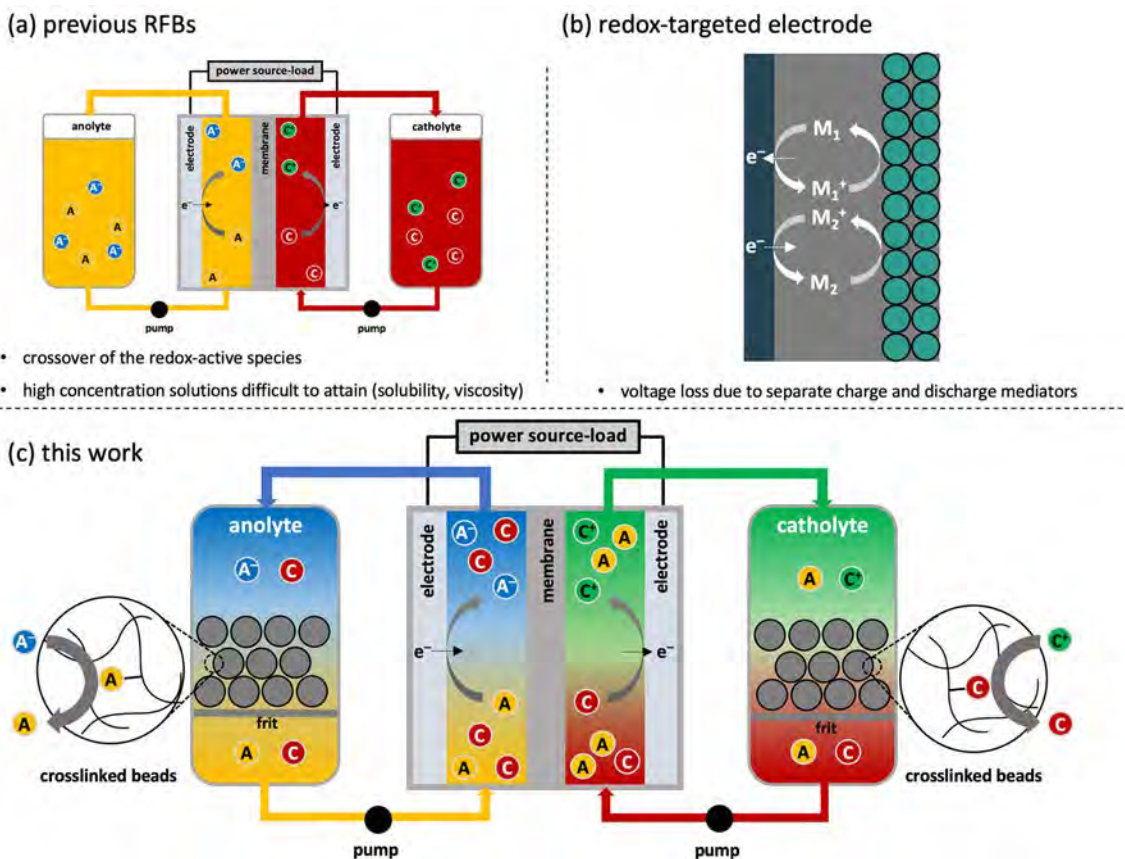 (a) previous RFBs
power source-load
anolyte
catholyte
electrode
membrane
electrode
A⁻
A
A
A⁻
A⁻
A
A⁻
A⁻
e⁻
A
A
C⁺
C⁺
e⁻
C
C
C⁺
C
C⁺
C
C⁺
C
pump
pump
• crossover of the redox-active species
• high concentration solutions difficult to attain (solubility, viscosity)
(b) redox-targeted electrode
M₁
e⁻
M₁⁺
M₂⁺
e⁻
M₂
• voltage loss due to separate charge and discharge mediators
(c) this work
power source-load
anolyte
catholyte
electrode
membrane
electrode
A⁻
C
C
A⁻
e⁻
A
C
A
C
C⁺
A
A
C⁺
e⁻
C
A
A
C
A⁻
C
A⁻
A
A
crosslinked beads
frit
A
C
A
C⁺
C⁺
C
C
crosslinked beads
frit
A
C
pump
pump